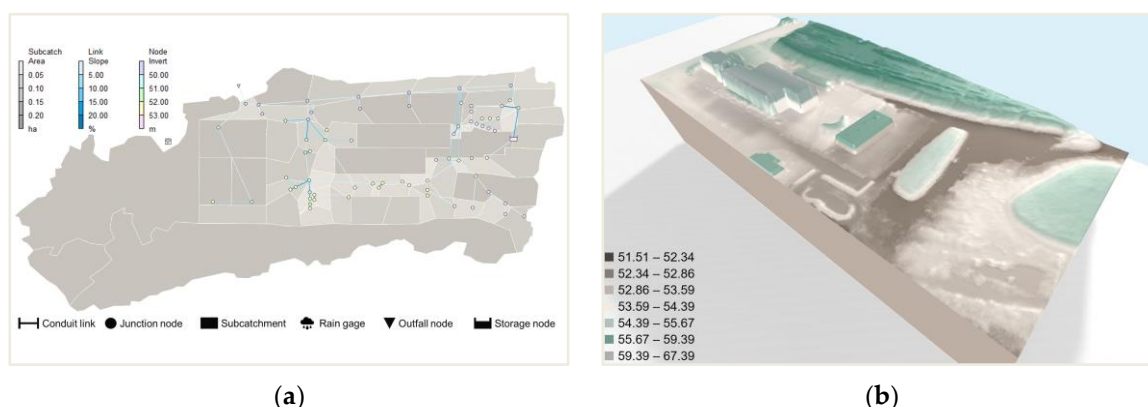 Subcatch Link Node
Area Slope Invert
0.05 5.00 50.00
0.10 10.00 51.00
0.15 15.00 52.00
0.20 20.00 53.00
ha % m
Conduit link Junction node Subcatchment Rain gage Outfall node Storage node
51.51 – 52.34
52.34 – 52.86
52.86 – 53.59
53.59 – 54.39
54.39 – 55.67
55.67 – 59.39
59.39 – 67.39
(a) (b)